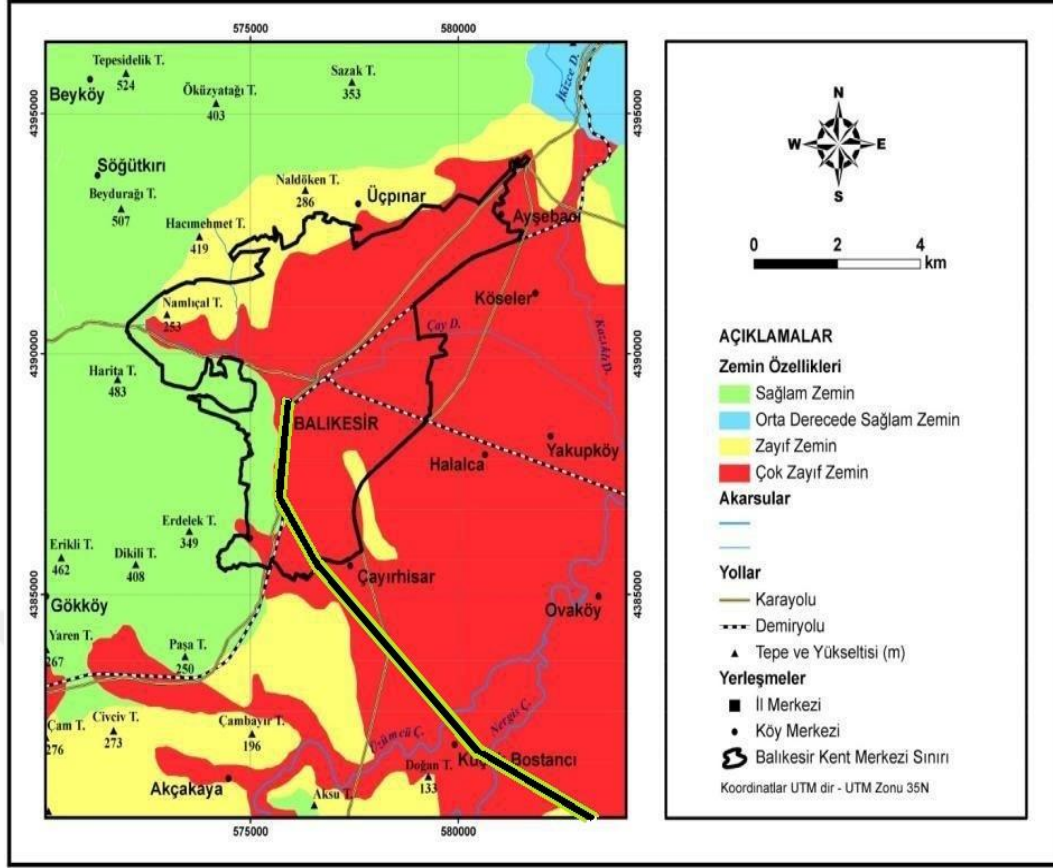 575000
580000
4395000
4395000
Tepesidelik T.
524
Beyköy
Öküzyatağı T.
403
Sazak T.
353
İkizce D.
Söğütkırı
Beydurağı T.
507
Naldöken T.
286
Üçpınar
Hacımehmet T.
419
Namlıçal T.
253
Köseler
Çay D.
Kazıklı D.
4390000
4390000
Harita T.
483
BALIKESİR
Halalca
Yakupköy
Erdelek T.
349
Erikli T.
462
Dikili T.
408
Çayırhisar
Gökköy
Ovaköy
4385000
4385000
Yaren T.
267
Paşa T.
250
Çam T.
276
Civciv T.
273
Çambayır T.
196
Üzümcü Ç.
Nergis Ç.
Bostancı
Doğan T.
133
Akçakaya
Aksu T.
575000
580000
N
W
E
S
0 2 4
km
AÇIKLAMALAR
Zemin Özellikleri
Sağlam Zemin
Orta Derecede Sağlam Zemin
Zayıf Zemin
Çok Zayıf Zemin
Akarsular
Yollar
Karayolu
Demiryolu
Tepe ve Yükseltisi (m)
Yerleşmeler
İl Merkezi
Köy Merkezi
Balıkesir Kent Merkezi Sınırı
Koordinatlar UTM dir - UTM Zonu 35N